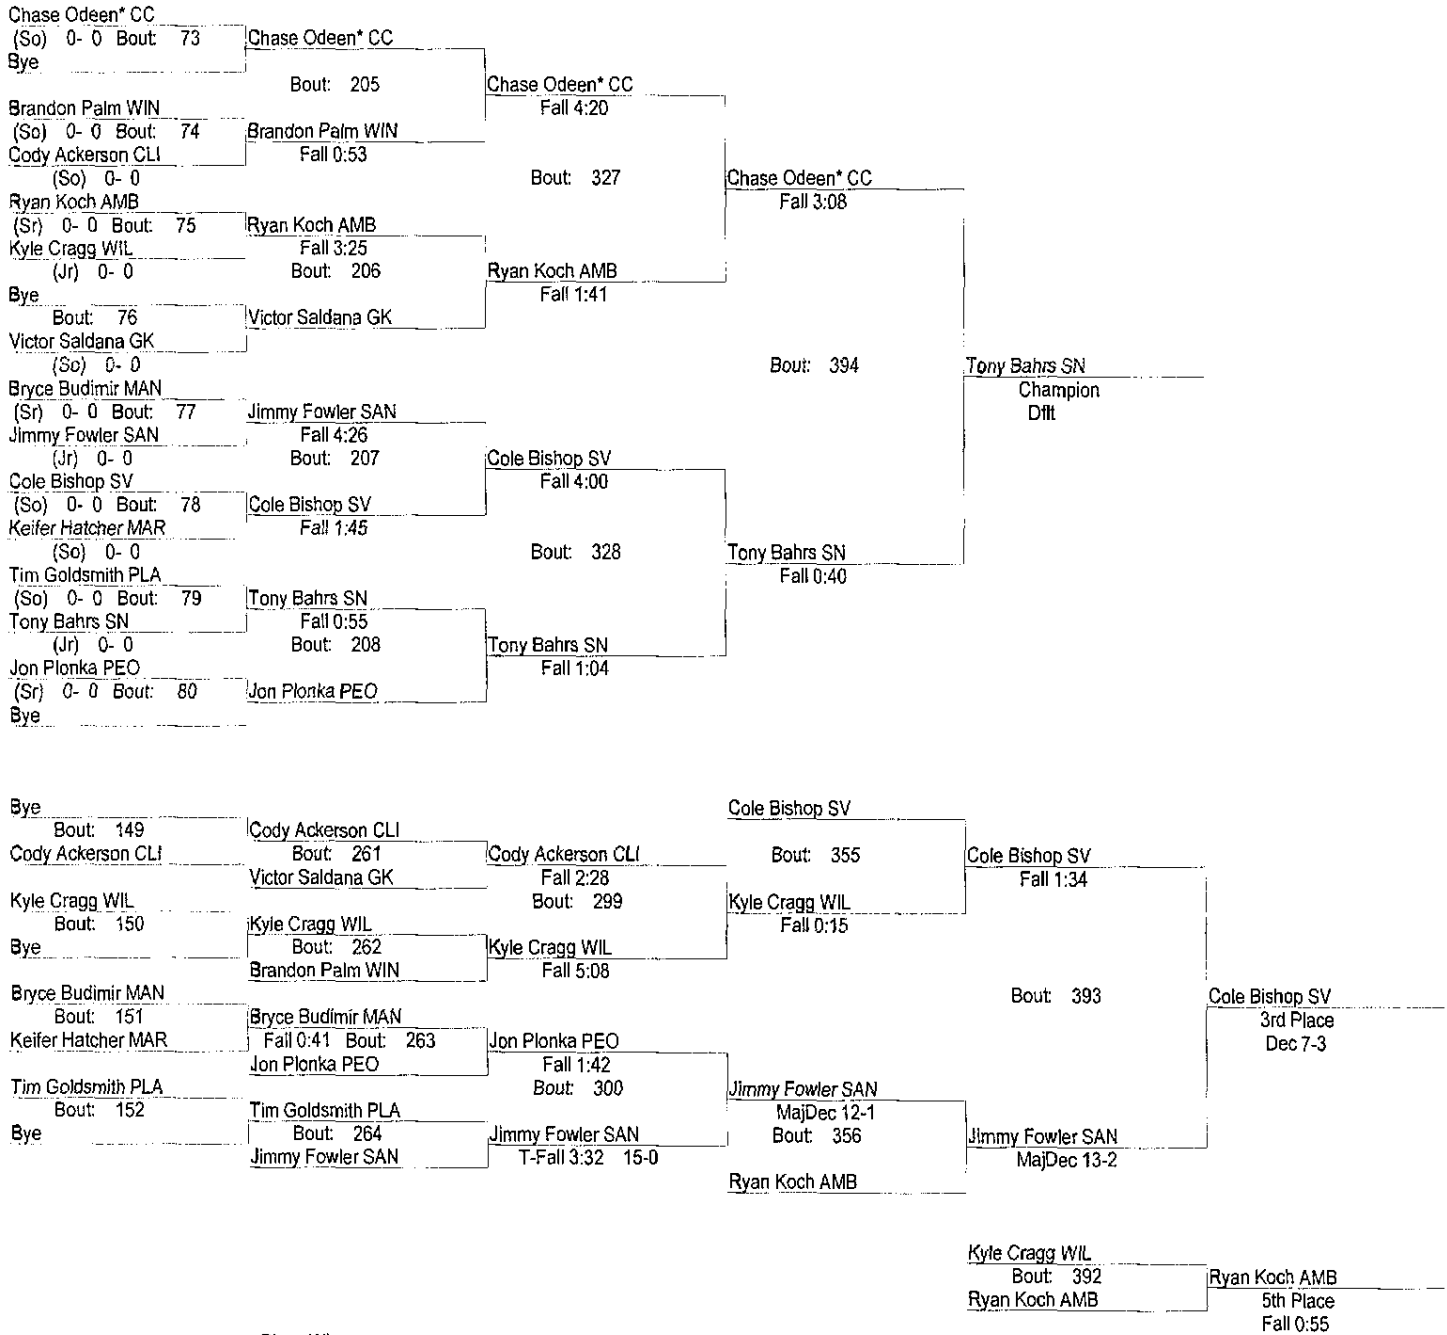 Chase Odeen* CC
(So) 0- 0 Bout: 73
Bye
Chase Odeen* CC
Bout: 205
Brandon Palm WIN
(So) 0- 0 Bout: 74
Cody Ackerson CLI
(So) 0- 0
Brandon Palm WIN
Fall 0:53
Chase Odeen* CC
Fall 4:20
Bout: 327
Ryan Koch AMB
(Sr) 0- 0 Bout: 75
Kyle Cragg WIL
(Jr) 0- 0
Ryan Koch AMB
Fall 3:25
Bout: 206
Bye
Bout: 76
Victor Saldana GK
(So) 0- 0
Victor Saldana GK
Ryan Koch AMB
Fall 1:41
Chase Odeen* CC
Fall 3:08
Bout: 394
Bryce Budimir MAN
(Sr) 0- 0 Bout: 77
Jimmy Fowler SAN
(Jr) 0- 0
Jimmy Fowler SAN
Fall 4:26
Bout: 207
Cole Bishop SV
(So) 0- 0 Bout: 78
Keifer Hatcher MAR
(So) 0- 0
Cole Bishop SV
Fall 1:45
Cole Bishop SV
Fall 4:00
Bout: 328
Tim Goldsmith PLA
(So) 0- 0 Bout: 79
Tony Bahrs SN
(Jr) 0- 0
Tony Bahrs SN
Fall 0:55
Bout: 208
Jon Plonka PEO
(Sr) 0- 0 Bout: 80
Bye
Jon Plonka PEO
Tony Bahrs SN
Fall 1:04
Tony Bahrs SN
Fall 0:40
Tony Bahrs SN
Champion
Dflt
Bye
Bout: 149
Cody Ackerson CLI
Cody Ackerson CLI
Bout: 261
Victor Saldana GK
Cody Ackerson CLI
Fall 2:28
Bout: 299
Kyle Cragg WIL
Bout: 150
Bye
Kyle Cragg WIL
Bout: 262
Brandon Palm WIN
Kyle Cragg WIL
Fall 5:08
Cole Bishop SV
Bout: 355
Kyle Cragg WIL
Fall 0:15
Cole Bishop SV
Fall 1:34
Bout: 393
Bryce Budimir MAN
Bout: 151
Keifer Hatcher MAR
Bryce Budimir MAN
Fall 0:41 Bout: 263
Jon Plonka PEO
Jon Plonka PEO
Fall 1:42
Bout: 300
Tim Goldsmith PLA
Bout: 152
Bye
Tim Goldsmith PLA
Bout: 264
Jimmy Fowler SAN
Jimmy Fowler SAN
T-Fall 3:32 15-0
Jimmy Fowler SAN
MajDec 12-1
Bout: 356
Ryan Koch AMB
Jimmy Fowler SAN
MajDec 13-2
Cole Bishop SV
3rd Place
Dec 7-3
Kyle Cragg WIL
Bout: 392
Ryan Koch AMB
Ryan Koch AMB
5th Place
Fall 0:55